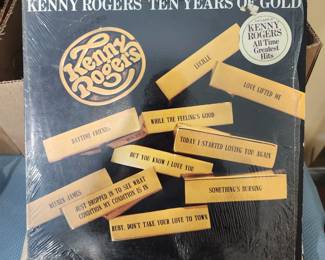 KENNY ROGERS TEN YEARS OF GOLD
KENNY
ROGERS
All Time
Greatest
Hits
Kenny
Rogers
LUCILLE
LOVE LIFTED ME
WHILE THE FEELING'S GOOD
DAYTIME FRIENDS
TODAY I STARTED LOVING YOU AGAIN
BUT YOU KNOW I LOVE YOU
REUBEN JAMES
JUST DROPPED IN TO SEE WHAT
CONDITION MY CONDITION IS IN
SOMETHING'S BURNING
RUBY, DON'T TAKE YOUR LOVE TO TOWN